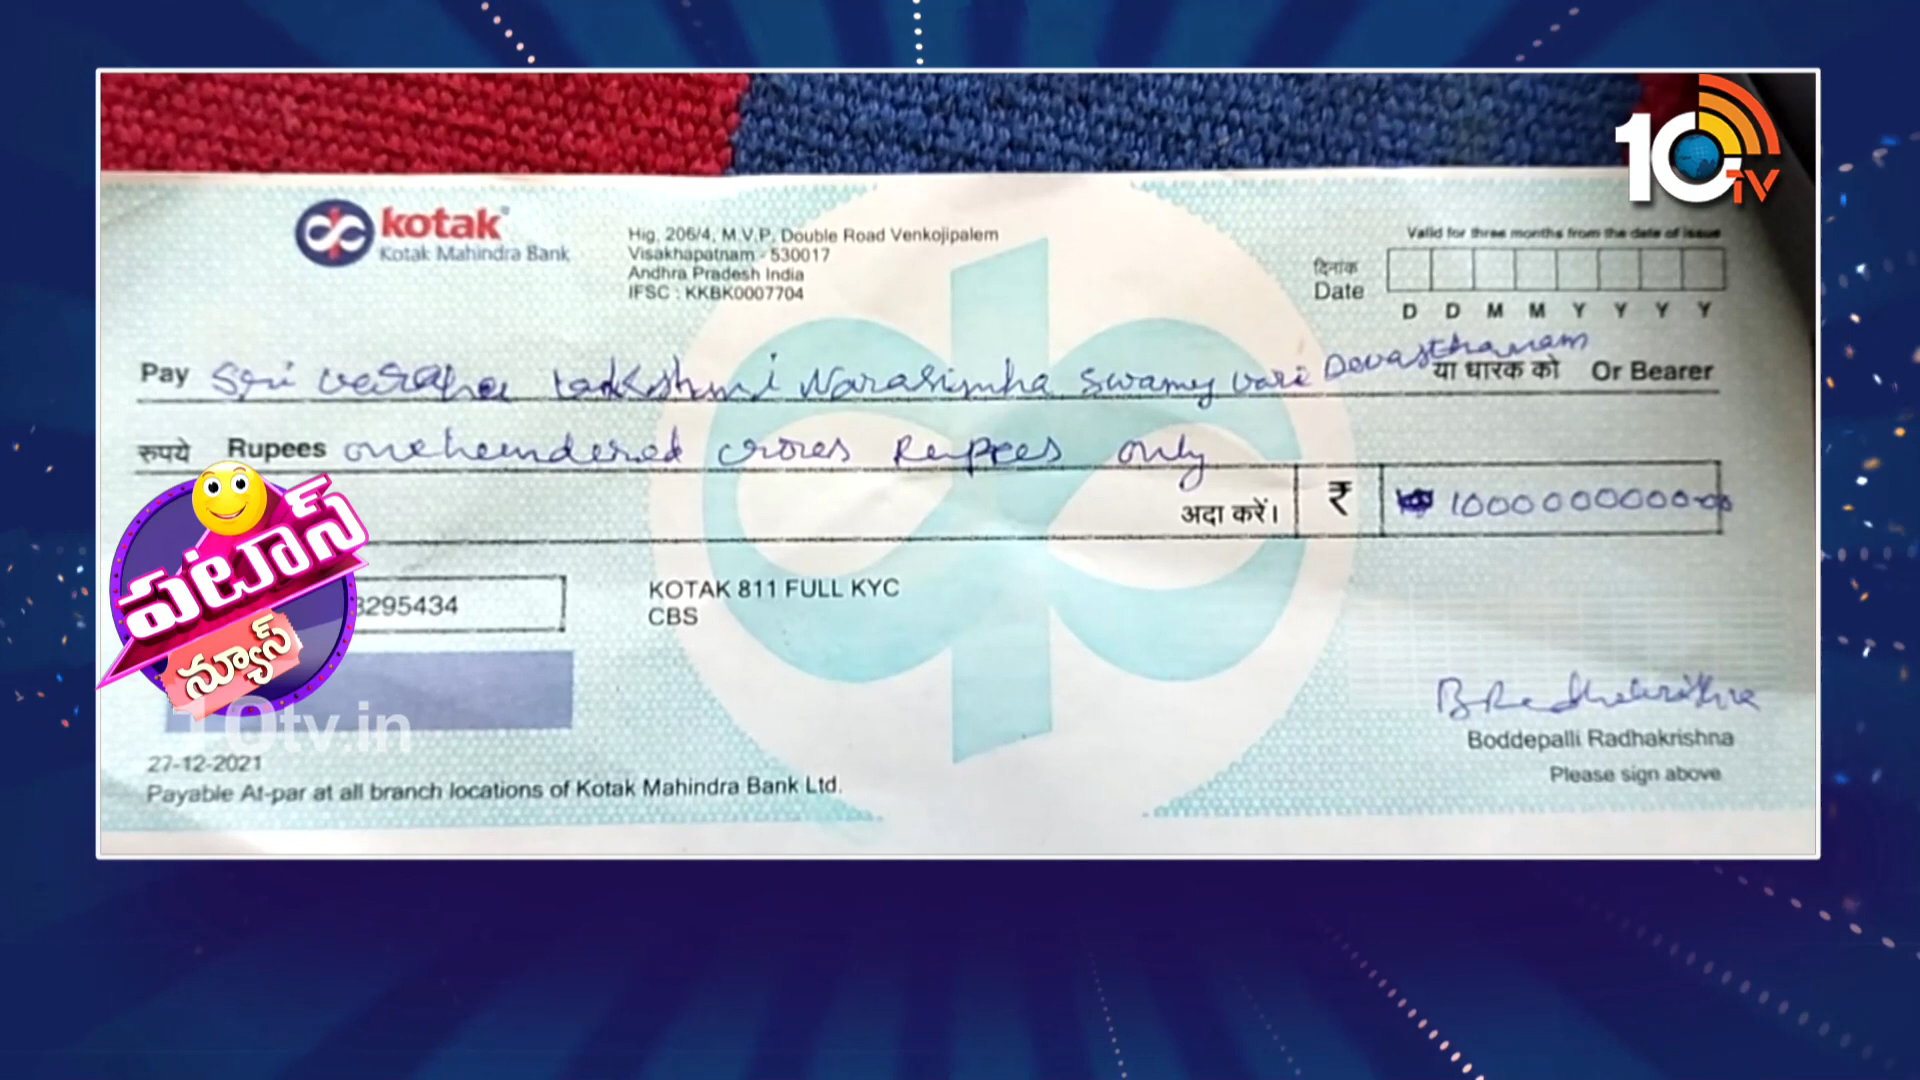 10TV
kotak
Kotak Mahindra Bank
Hig. 206/4, M.V.P. Double Road Venkojipalem
Visakhapatnam - 530017
Andhra Pradesh India
IFSC : KKBK0007704
Valid for three months from the date of issue
दिनांक
Date
D D M M Y Y Y Y
Pay Sri varaha Lakshmi Narasimha Swamy vari Devasthanam या धारक को Or Bearer
रुपये Rupees one hundered crores Rupees only
अदा करें। ₹ 1000000000-00
3295434
KOTAK 811 FULL KYC
CBS
పటాస్
న్యూస్
10tv.in
BRadhakrishna
Boddepalli Radhakrishna
Please sign above
27-12-2021
Payable At-par at all branch locations of Kotak Mahindra Bank Ltd.